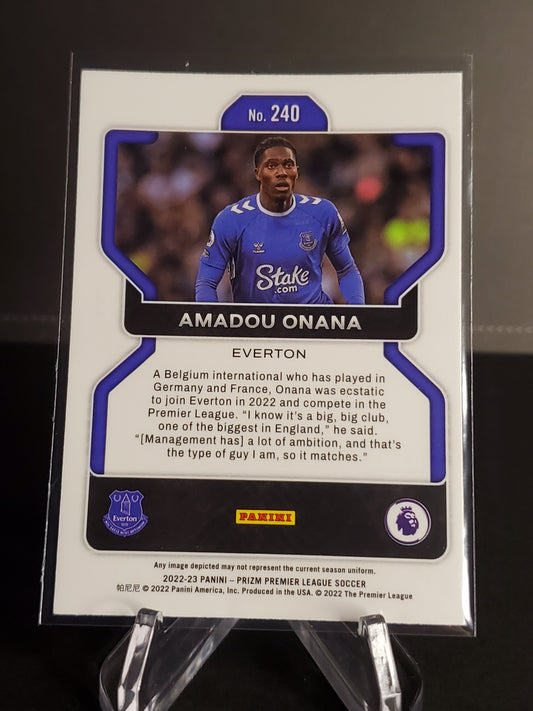 No. 240
Stake
.com
AMADOU ONANA
EVERTON
A Belgium international who has played in
Germany and France, Onana was ecstatic
to join Everton in 2022 and compete in the
Premier League. “I know it’s a big, big club,
one of the biggest in England,” he said.
“[Management has] a lot of ambition, and that’s
the type of guy I am, so it matches.”
Everton
PANINI
Any image depicted may not represent the current season uniform.
2022-23 PANINI – PRIZM PREMIER LEAGUE SOCCER
帕尼尼 © 2022 Panini America, Inc. Produced in the USA. © 2022 The Premier League